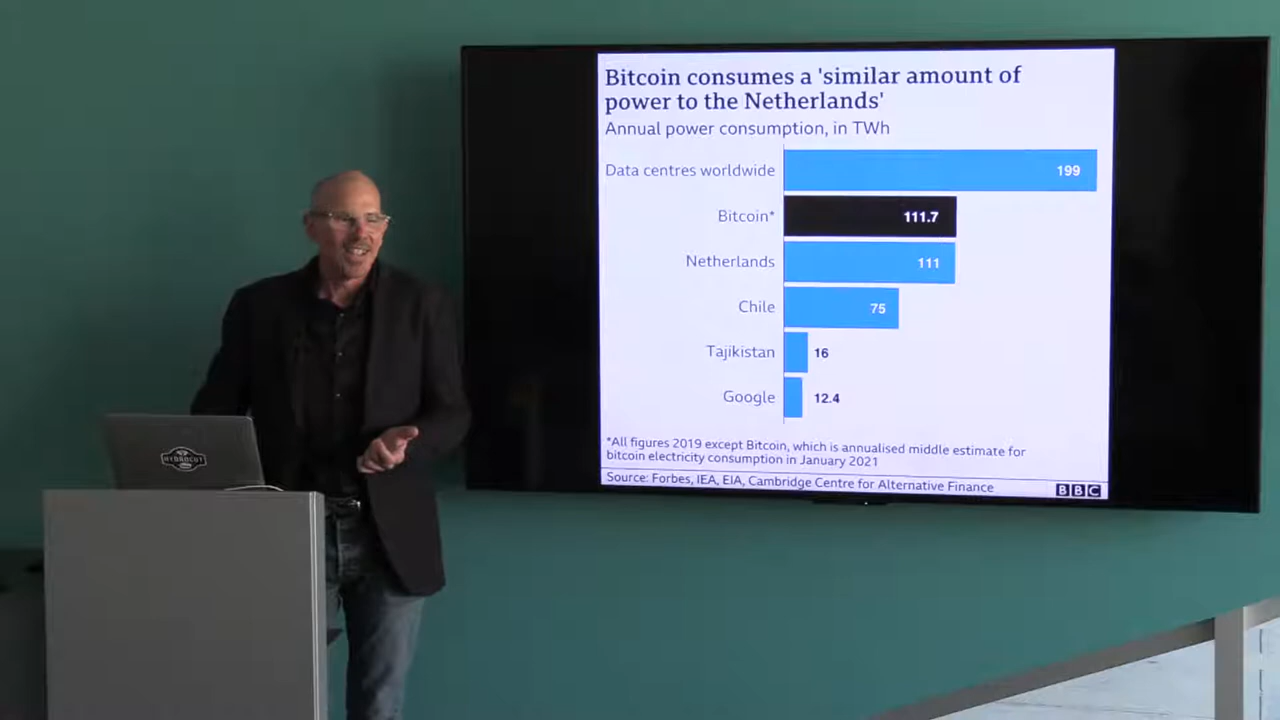 Bitcoin consumes a 'similar amount of
power to the Netherlands'
Annual power consumption, in TWh
Data centres worldwide 199
Bitcoin* 111.7
Netherlands 111
Chile 75
Tajikistan 16
Google 12.4
*All figures 2019 except Bitcoin, which is annualised middle estimate for
bitcoin electricity consumption in January 2021
Source: Forbes, IEA, EIA, Cambridge Centre for Alternative Finance BBC
HYDROCUT